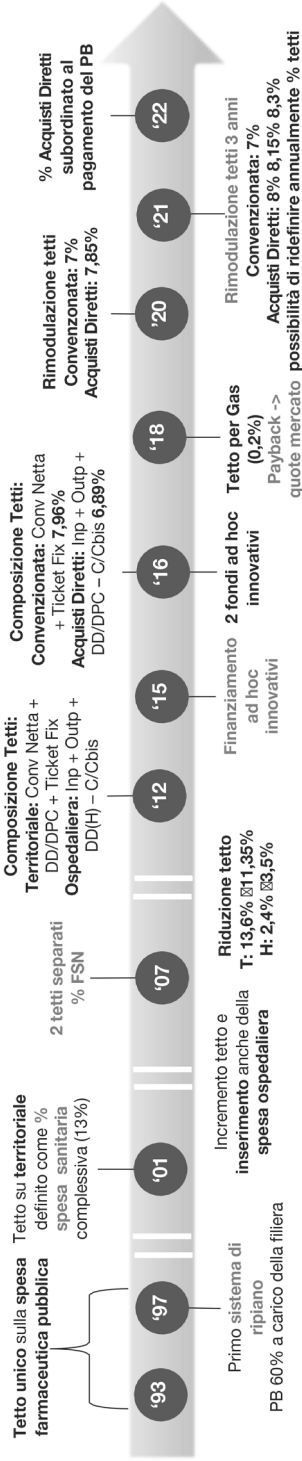 Tetto unico sulla spesa
farmaceutica pubblica
‘93
‘97
Primo sistema di
ripiano
PB 60% a carico della filiera
Tetto su territoriale
definito come %
spesa sanitaria
complessiva (13%)
‘01
Incremento tetto e
inserimento anche della
spesa ospedaliera
2 tetti separati
% FSN
‘07
Riduzione tetto
T: 13,6% ☒11,35%
H: 2,4% ☒3,5%
Composizione Tetti:
Territoriale: Conv Netta +
DD/DPC + Ticket Fix
Ospedaliera: Inp + Outp +
DD(H) – C/Cbis
‘12
‘15
Finanziamento
ad hoc
innovativi
Composizione Tetti:
Convenzionata: Conv Netta
+ Ticket Fix 7,96%
Acquisti Diretti: Inp + Outp +
DD/DPC – C/Cbis 6,89%
‘16
2 fondi ad hoc
innovativi
‘18
Tetto per Gas
(0,2%)
Payback ->
quote mercato
Rimodulazione tetti
Convenzonata: 7%
Acquisti Diretti: 7,85%
’20
‘21
Rimodulazione tetti 3 anni
Convenzionata: 7%
Acquisti Diretti: 8% 8,15% 8,3%
possibilità di ridefinire annualmente % tetti
% Acquisti Diretti
subordinato al
pagamento del PB
‘22